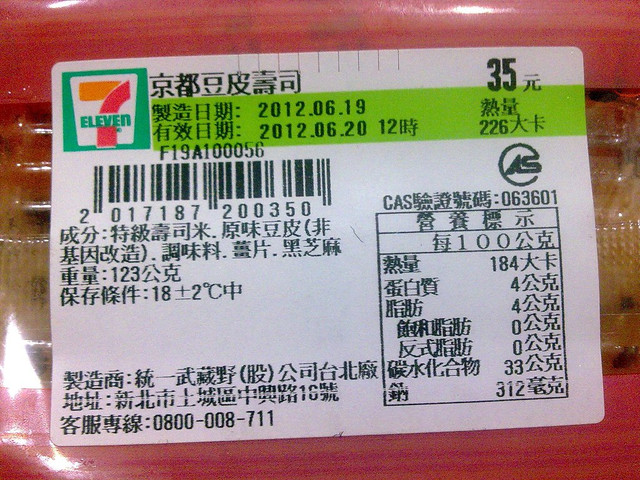 7
ELEVEN
京都豆皮壽司
35元
製造日期: 2012.06.19
有效日期: 2012.06.20 12時
熱量
226大卡
F19A100056
2 017187 200350
CAS
CAS驗證號碼:063601
成分:特級壽司米.原味豆皮(非
基因改造).調味料.薑片.黑芝麻
重量:123公克
保存條件:18±2℃中
營養標示
每100公克
熱量 184大卡
蛋白質 4公克
脂肪 4公克
飽和脂肪 0公克
反式脂肪 0公克
碳水化合物 33公克
鈉 312毫克
製造商:統一武藏野(股)公司台北廠
地址:新北市土城區中興路16號
客服專線:0800-008-711